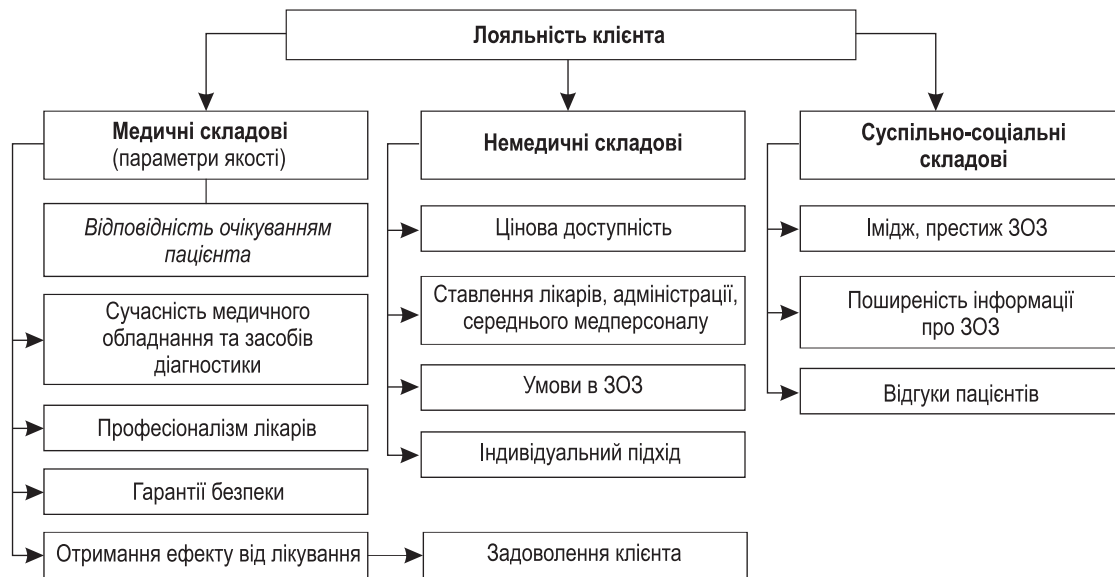 Лояльність клієнта
Медичні складові
(параметри якості)
Відповідність очікуванням
пацієнта
Сучасність медичного
обладнання та засобів
діагностики
Професіоналізм лікарів
Гарантії безпеки
Отримання ефекту від лікування
Немедичні складові
Цінова доступність
Ставлення лікарів, адміністрації,
середнього медперсоналу
Умови в ЗОЗ
Індивідуальний підхід
Задоволення клієнта
Суспільно-соціальні
складові
Імідж, престиж ЗОЗ
Поширеність інформації
про ЗОЗ
Відгуки пацієнтів